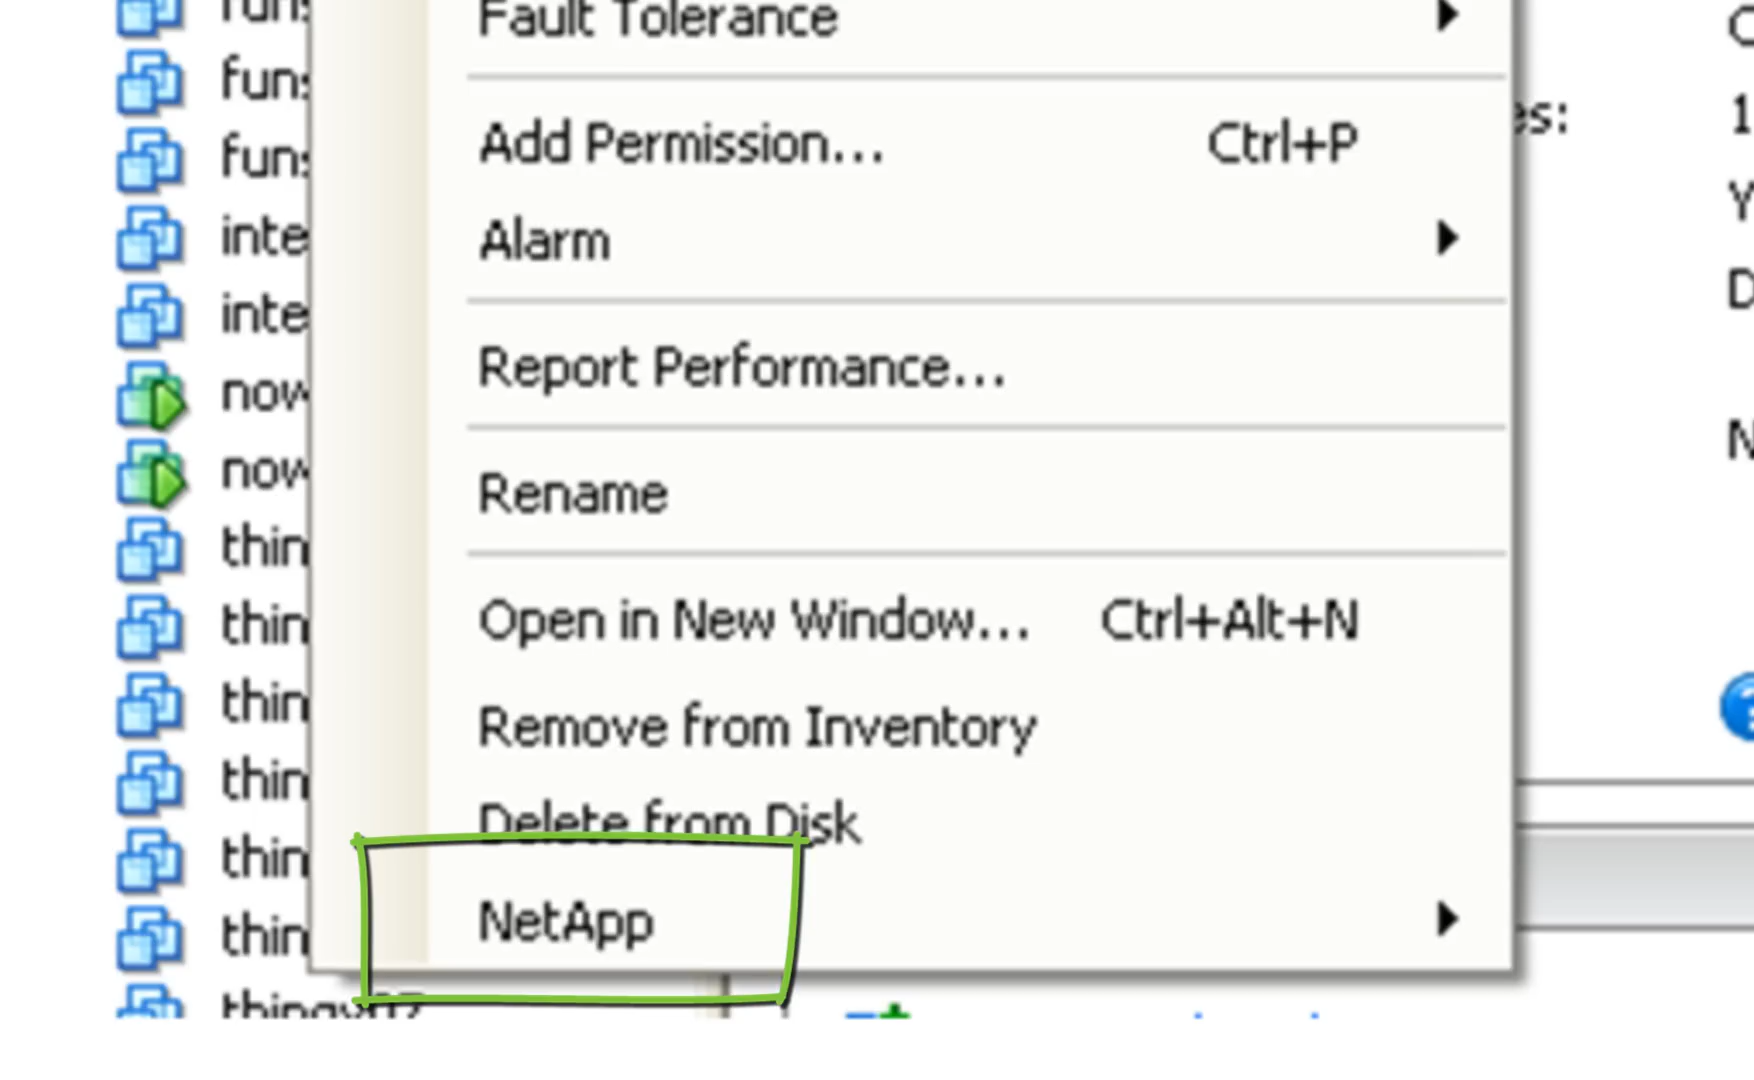 Fault Tolerance
Add Permission... Ctrl+P
Alarm
Report Performance...
Rename
Open in New Window... Ctrl+Alt+N
Remove from Inventory
Delete from Disk
NetApp